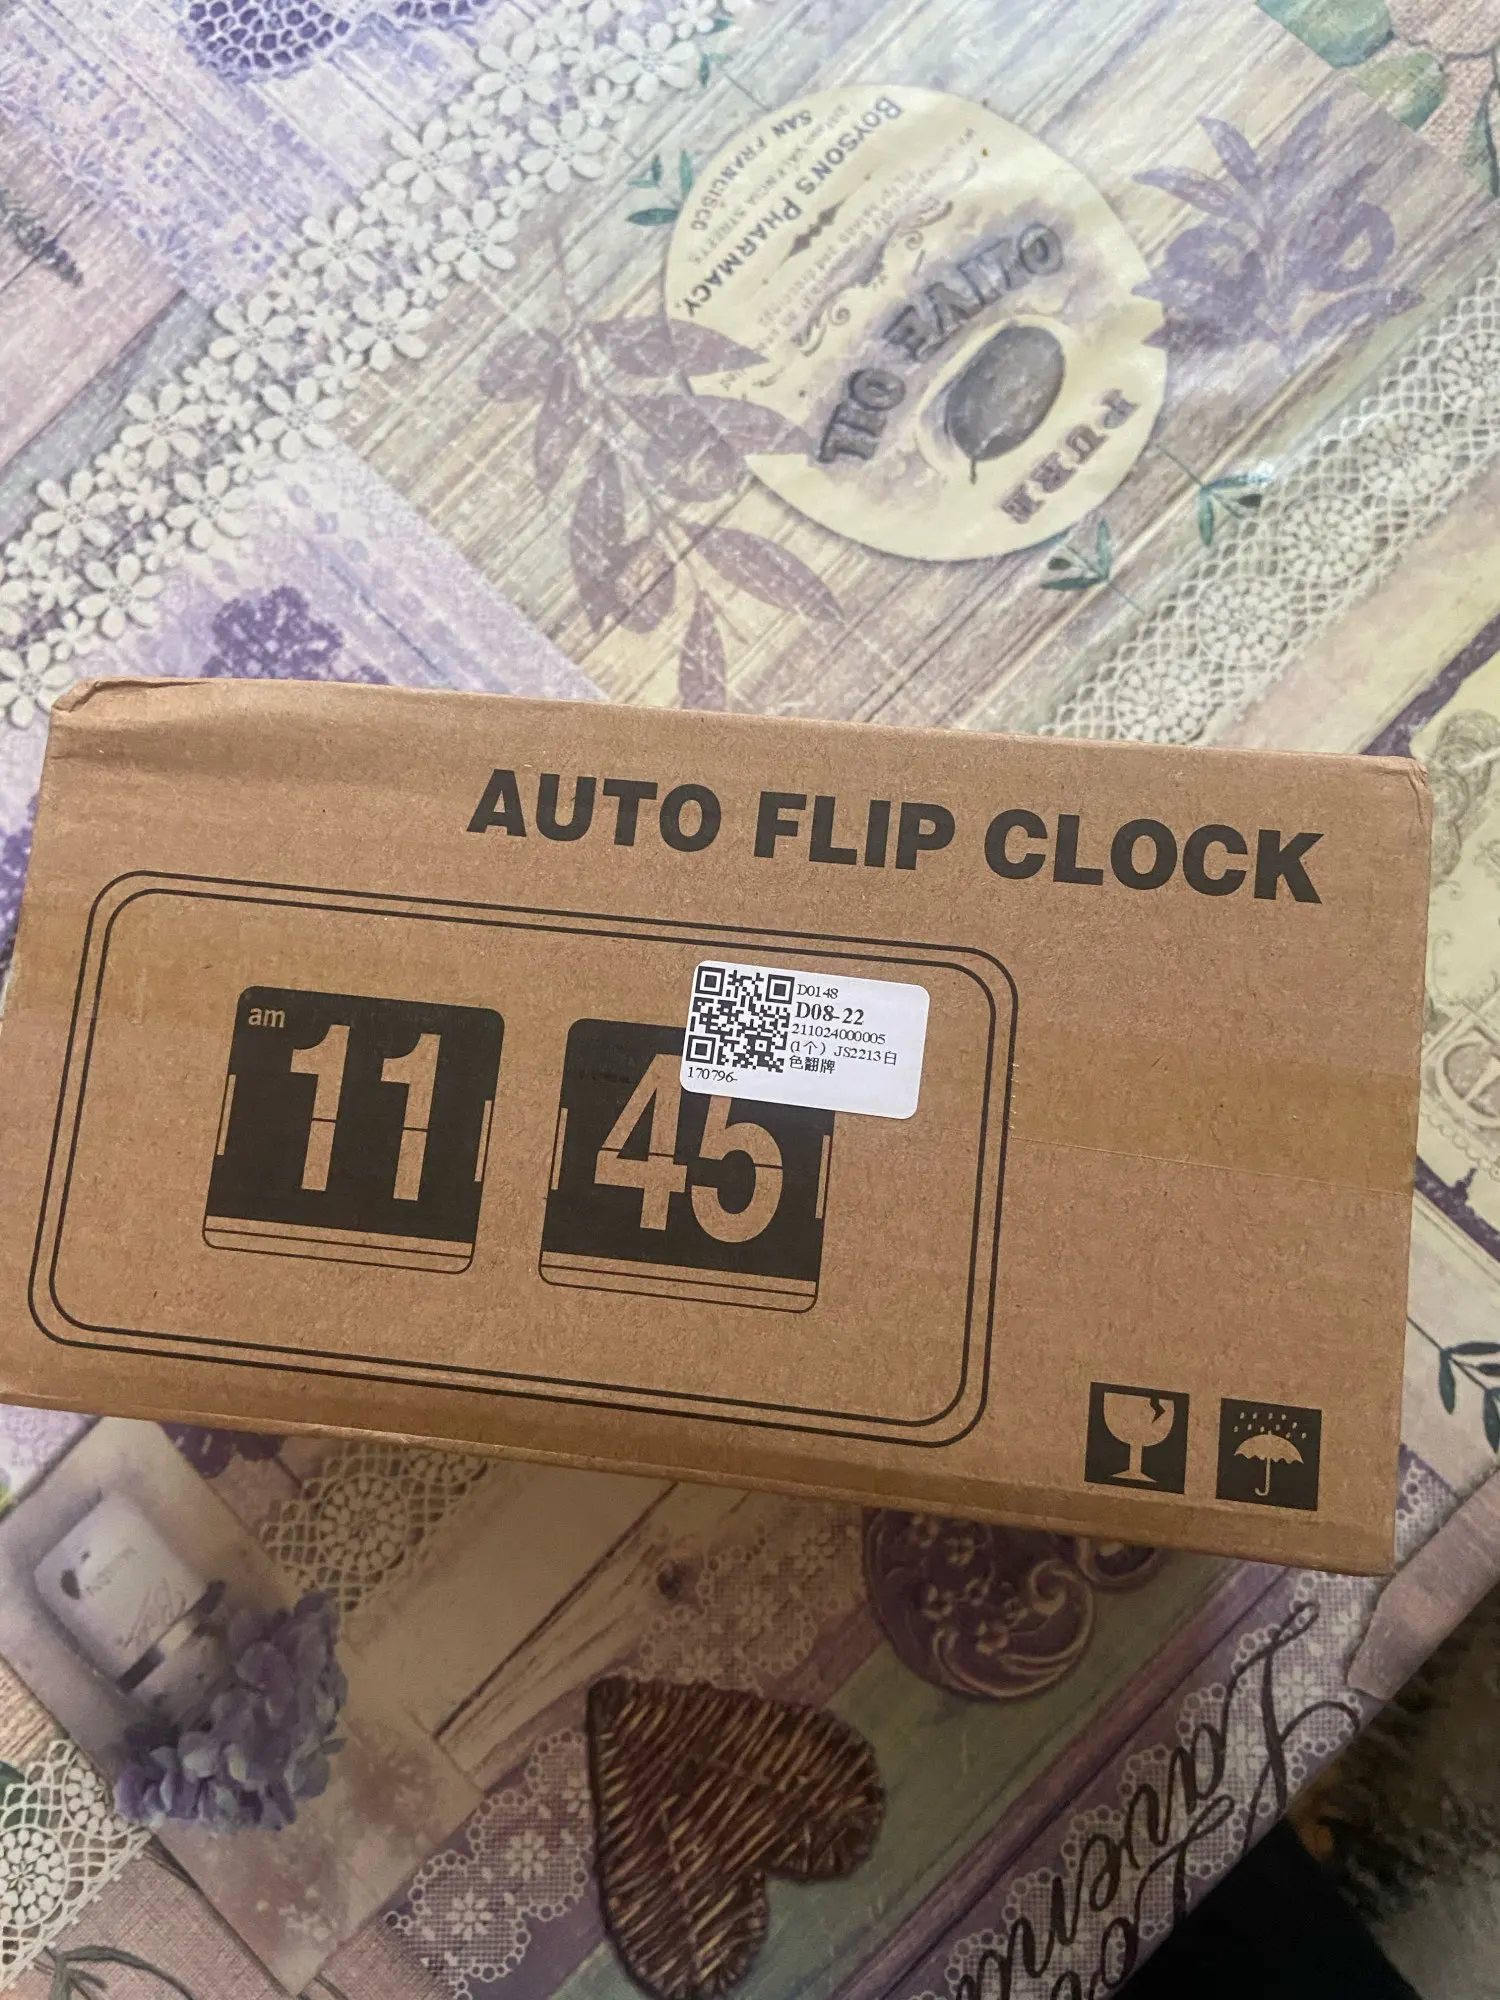 BOYSON'S PHARMACY,
SAN FRANCISCO
OLIVE OIL
PURE
AUTO FLIP CLOCK
am
11
45
D0148
D08-22
211024000005
(1个）JS2213白
色翻牌
170796-